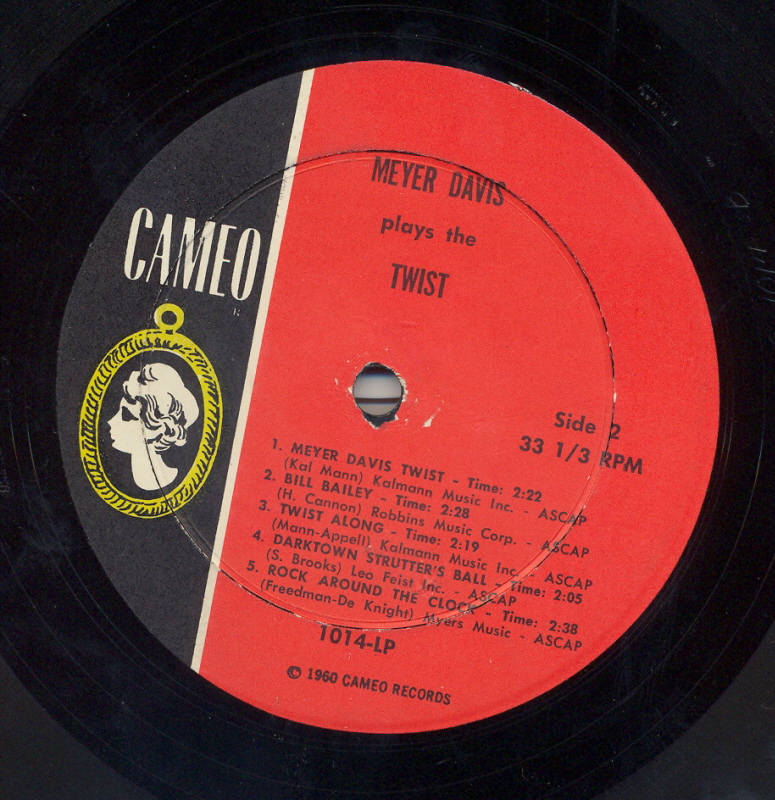 CAMEO
MEYER DAVIS
plays the
TWIST
Side 2
33 1/3 RPM
1. MEYER DAVIS TWIST - Time: 2:22
(Kal Mann) Kalmann Music Inc. - ASCAP
2. BILL BAILEY - Time: 2:28
(H. Cannon) Robbins Music Corp. - ASCAP
3. TWIST ALONG - Time: 2:19
(Mann-Appell) Kalmann Music Inc. - ASCAP
4. DARKTOWN STRUTTER'S BALL - Time: 2:05
(S. Brooks) Leo Feist Inc. - ASCAP
5. ROCK AROUND THE CLOCK - Time: 2:38
(Freedman-De Knight) Myers Music - ASCAP
1014-LP
© 1960 CAMEO RECORDS